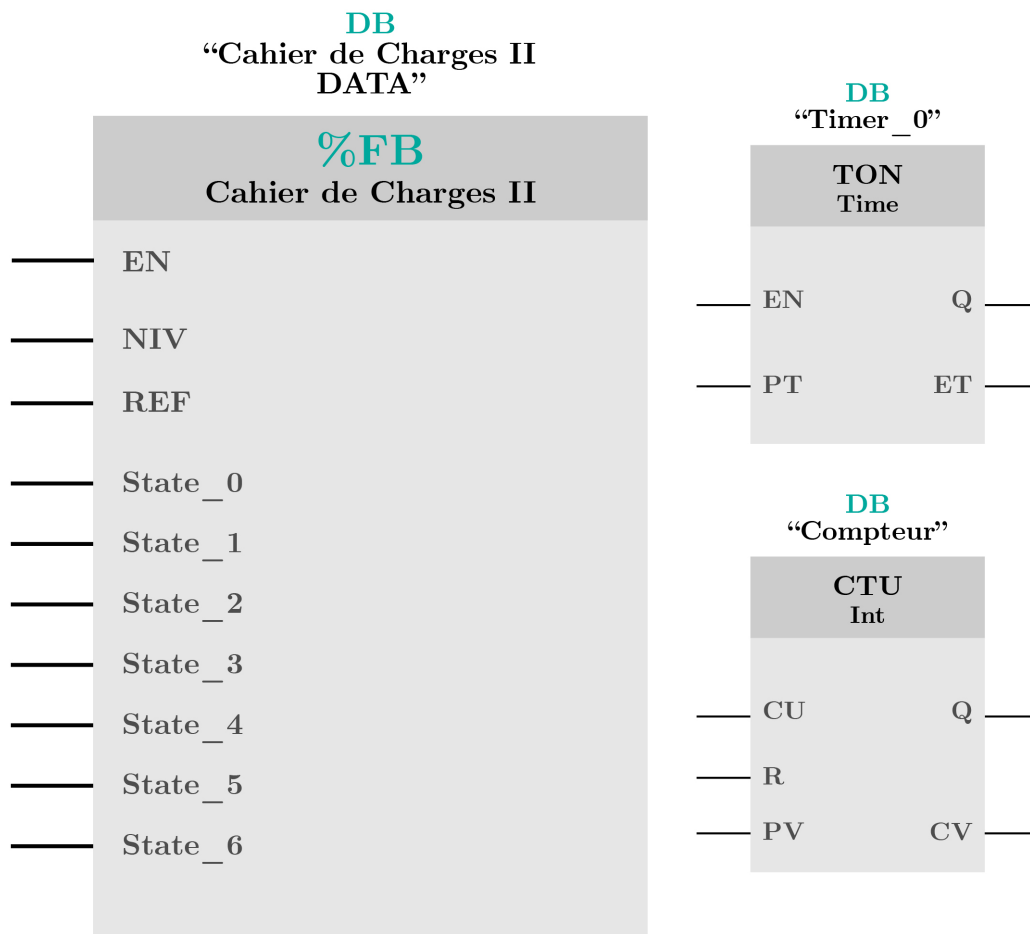 DB
“Cahier de Charges II
DATA”
%FB
Cahier de Charges II
EN
NIV
REF
State_0
State_1
State_2
State_3
State_4
State_5
State_6
DB
“Timer_0”
TON
Time
EN
Q
PT
ET
DB
“Compteur”
CTU
Int
CU
Q
R
PV
CV